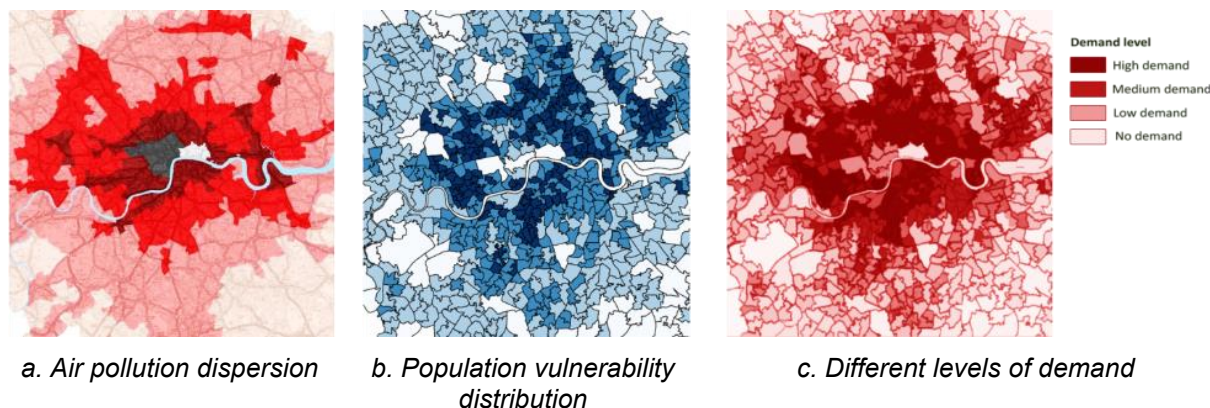 Demand level
High demand
Medium demand
Low demand
No demand
a. Air pollution dispersion
b. Population vulnerability
distribution
c. Different levels of demand